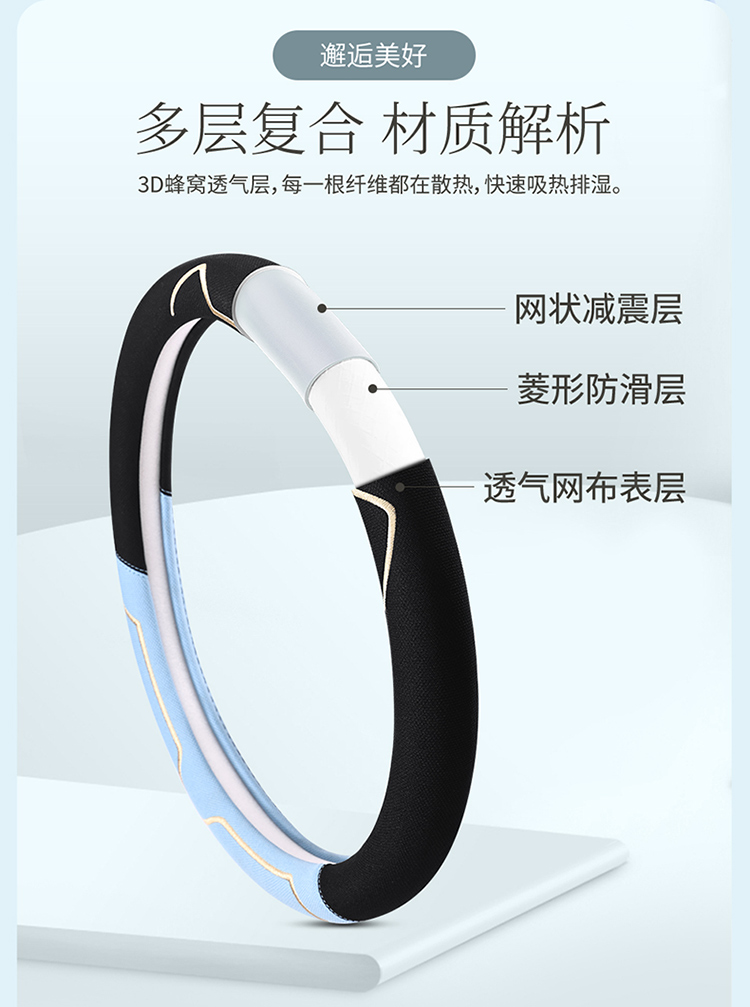 邂逅美好
多层复合 材质解析
3D蜂窝透气层，每一根纤维都在散热，快速吸热排湿。
网状减震层
菱形防滑层
透气网布表层